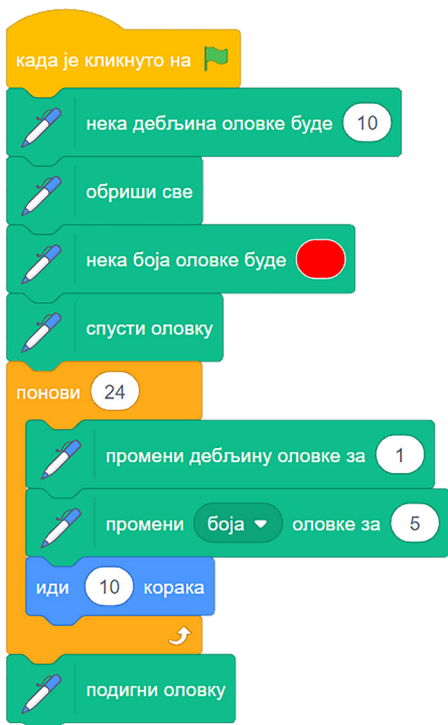 када је кликнуто на
нека дебљина оловке буде 10
обриши све
нека боја оловке буде
спусти оловку
понови 24
промени дебљину оловке за 1
промени боја оловке за 5
иди 10 корака
подигни оловку